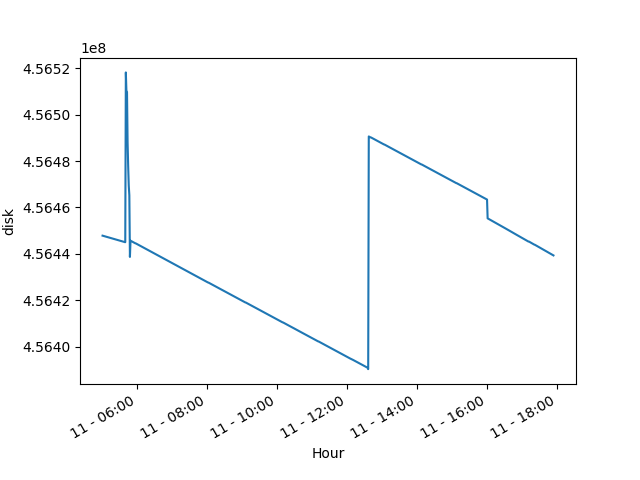 1e8
4.5652
4.5650
4.5648
4.5646
4.5644
4.5642
4.5640
disk
11 - 06:00
11 - 08:00
11 - 10:00
11 - 12:00
11 - 14:00
11 - 16:00
11 - 18:00
Hour